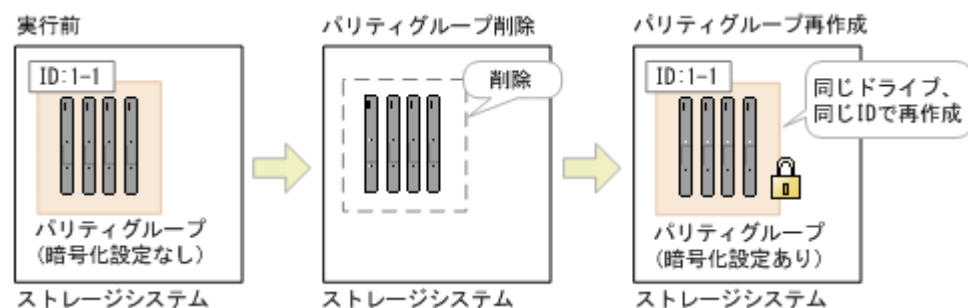 実行前
ID:1-1
パリティグループ
(暗号化設定なし)
ストレージシステム
パリティグループ削除
削除
ストレージシステム
パリティグループ再作成
ID:1-1
同じドライブ、
同じIDで再作成
パリティグループ
(暗号化設定あり)
ストレージシステム